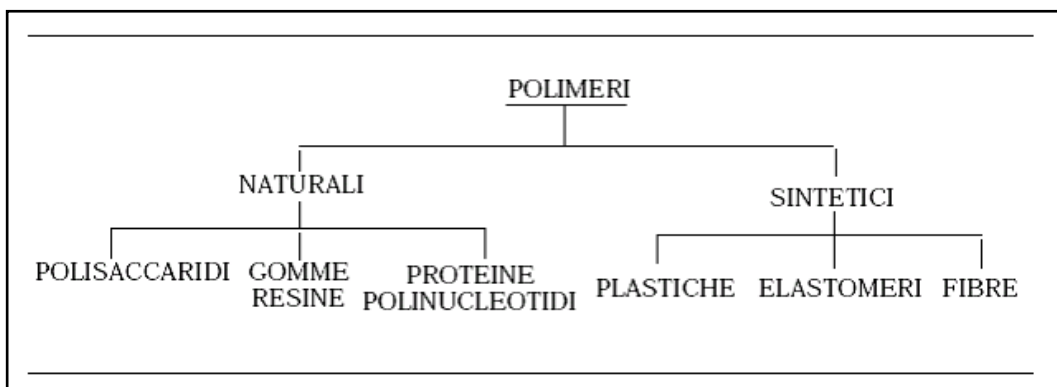 POLIMERI
NATURALI
SINTETICI
POLISACCARIDI
GOMME
RESINE
PROTEINE
POLINUCLEOTIDI
PLASTICHE
ELASTOMERI
FIBRE